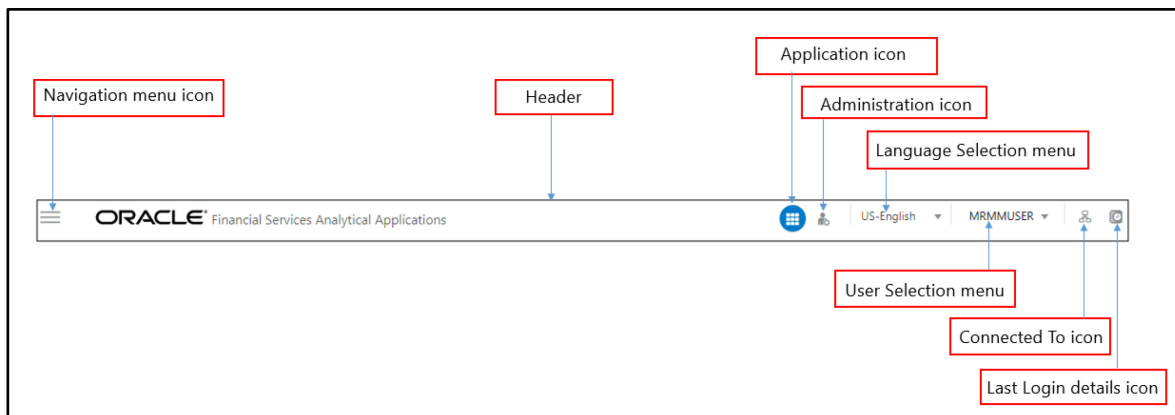 Application icon
Navigation menu icon
Header
Administration icon
Language Selection menu
ORACLE® Financial Services Analytical Applications
US-English
MRMMUSER
User Selection menu
Connected To icon
Last Login details icon